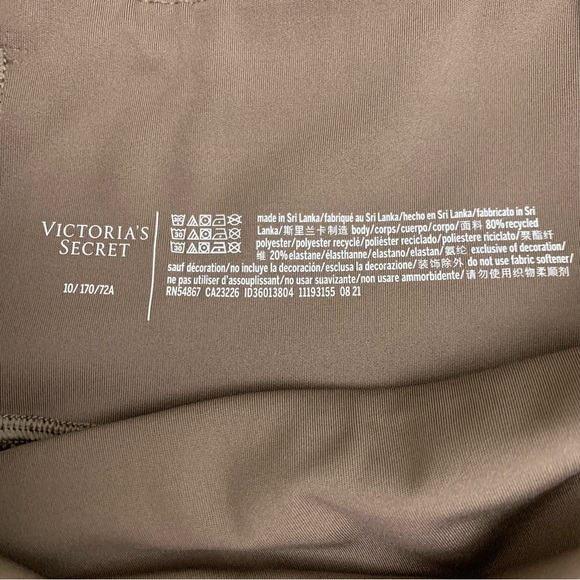 VICTORIA'S
SECRET
10/170/72A
made in Sri Lanka/fabriqué au Sri Lanka/hecho en Sri Lanka/fabbricato in Sri
Lanka/斯里兰卡制造 body/corps/cuerpo/corpo/面料 80% recycled
polyester/polyester recyclé/poliéster reciclado/poliestere riciclato/聚酯纤
维 20% elastane/élasthanne/elastano/elastan/氨纶 exclusive of decoration/
sauf décoration/no incluye la decoración/esclusa la decorazione/装饰除外 do not use fabric softener/
ne pas utiliser d'assouplissant/no usar suavizante/non usare ammorbidente/请勿使用织物柔顺剂
RN54867 CA23226 ID36013804 11193155 08 21